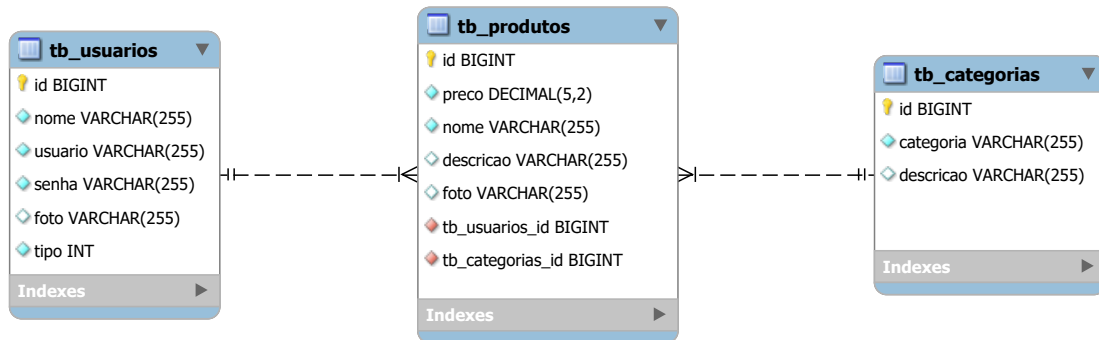 tb_usuarios
id BIGINT
nome VARCHAR(255)
usuario VARCHAR(255)
senha VARCHAR(255)
foto VARCHAR(255)
tipo INT
Indexes
tb_produtos
id BIGINT
preco DECIMAL(5,2)
nome VARCHAR(255)
descricao VARCHAR(255)
foto VARCHAR(255)
tb_usuarios_id BIGINT
tb_categorias_id BIGINT
Indexes
tb_categorias
id BIGINT
categoria VARCHAR(255)
descricao VARCHAR(255)
Indexes